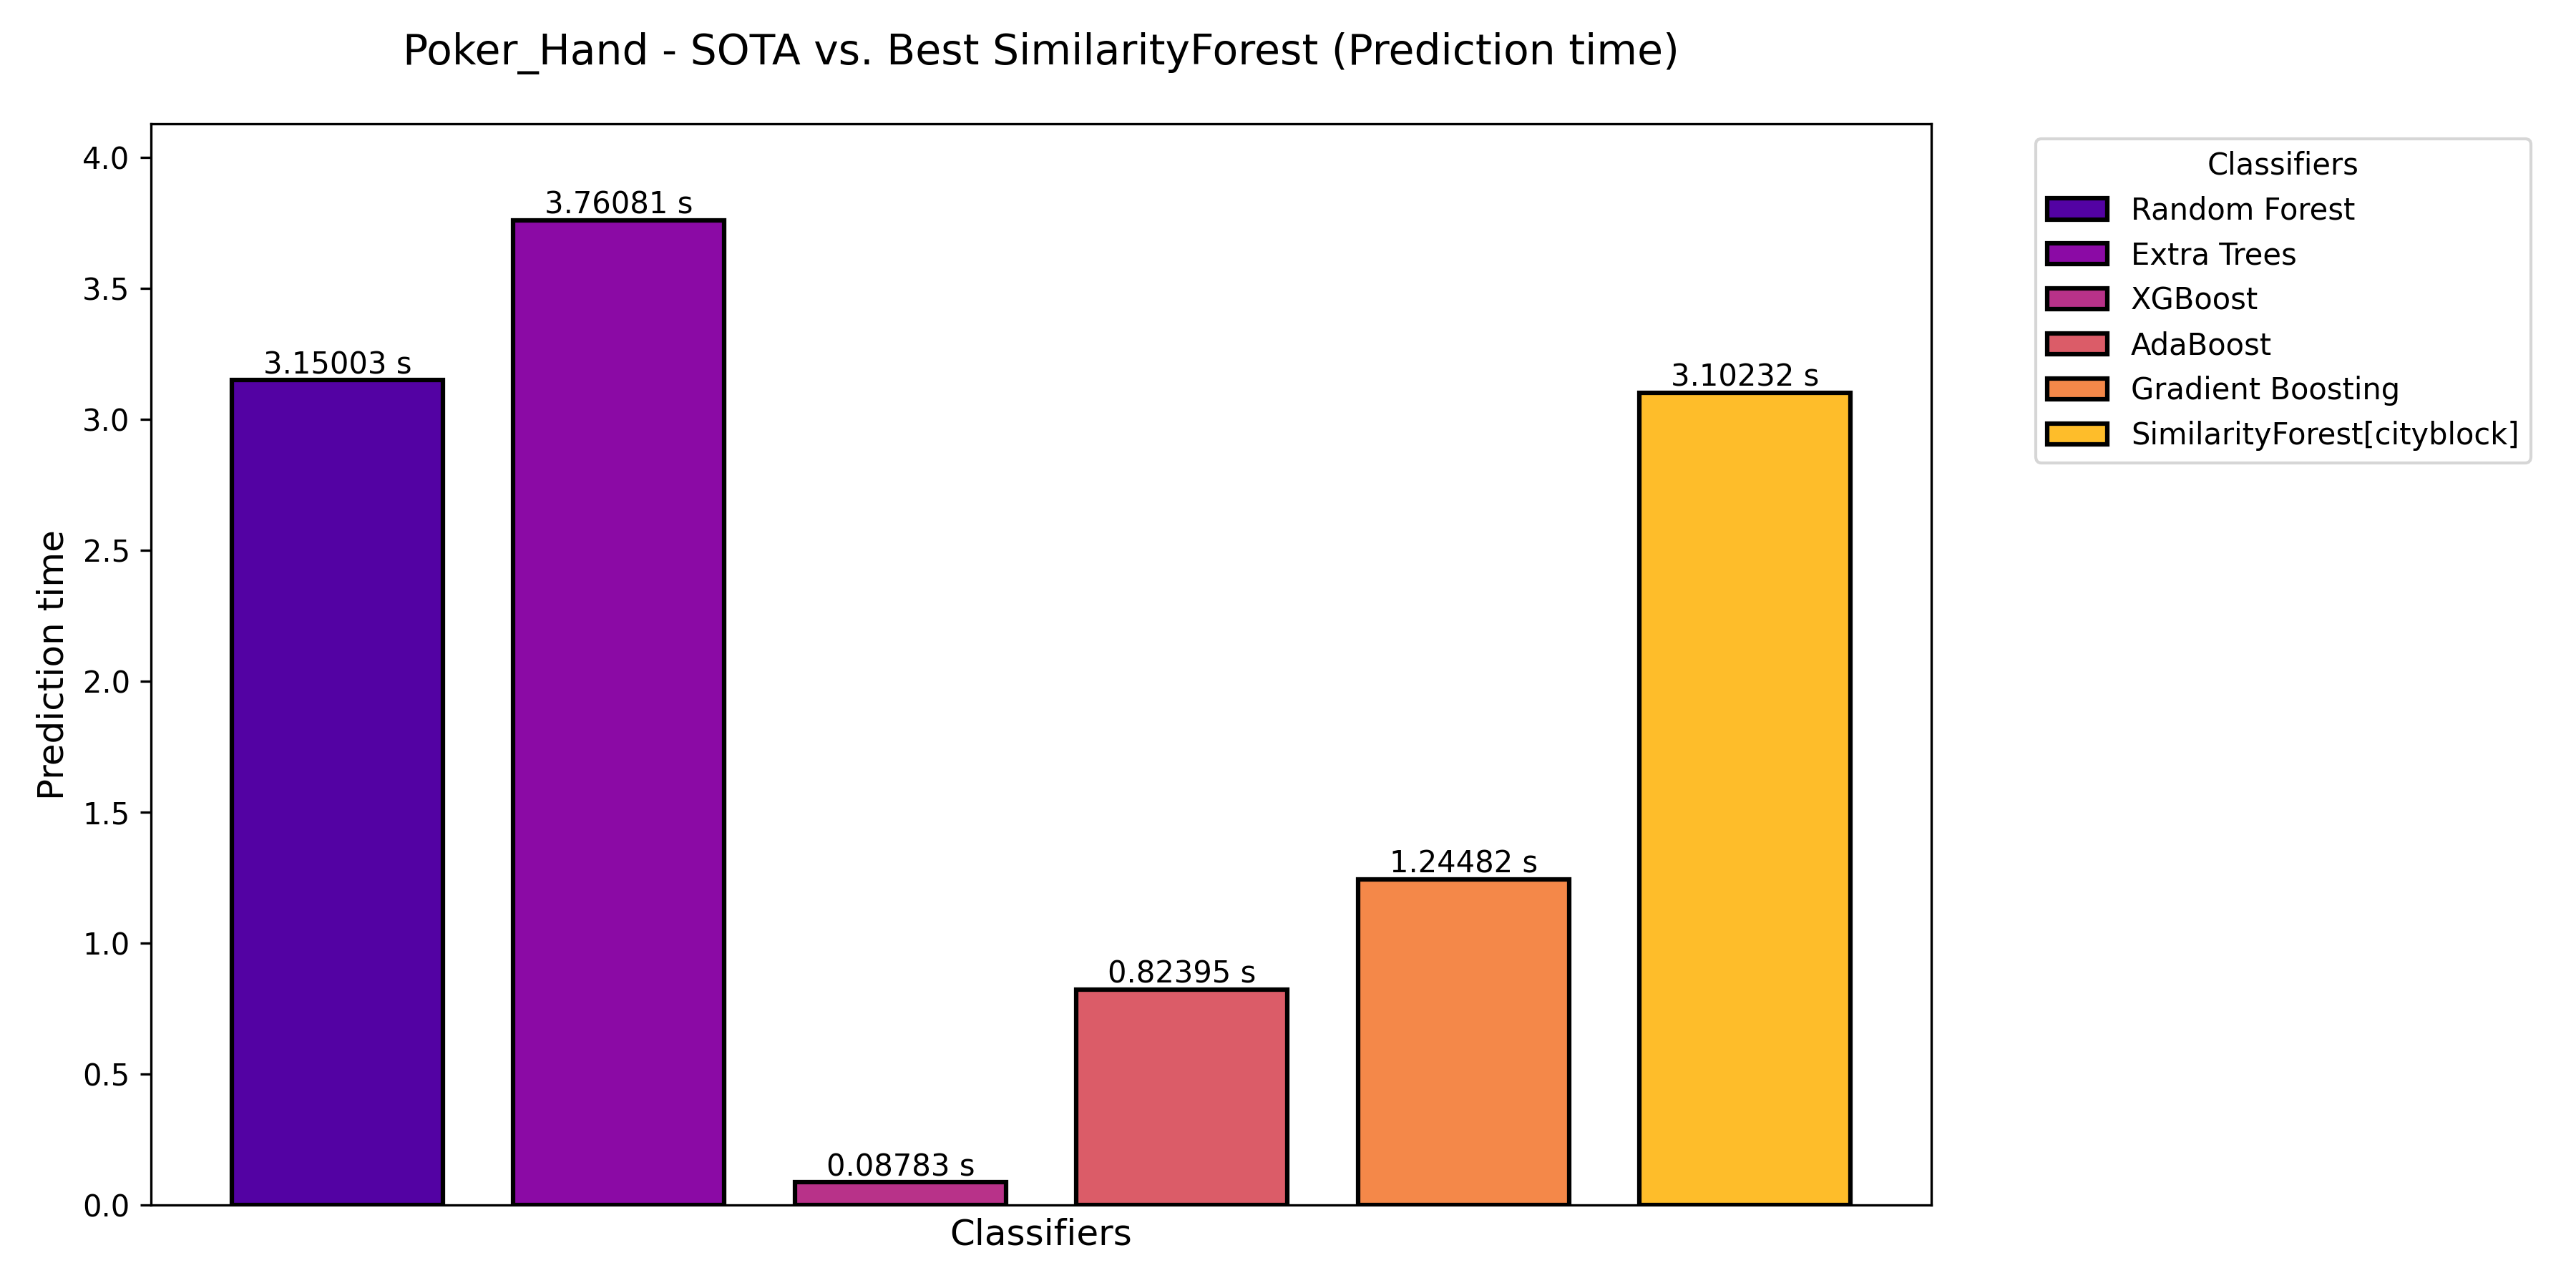 Poker_Hand - SOTA vs. Best SimilarityForest (Prediction time)
4.0
3.5
3.0
2.5
2.0
1.5
1.0
0.5
0.0
Prediction time
3.15003 s
3.76081 s
0.08783 s
0.82395 s
1.24482 s
3.10232 s
Classifiers
Classifiers
Random Forest
Extra Trees
XGBoost
AdaBoost
Gradient Boosting
SimilarityForest[cityblock]